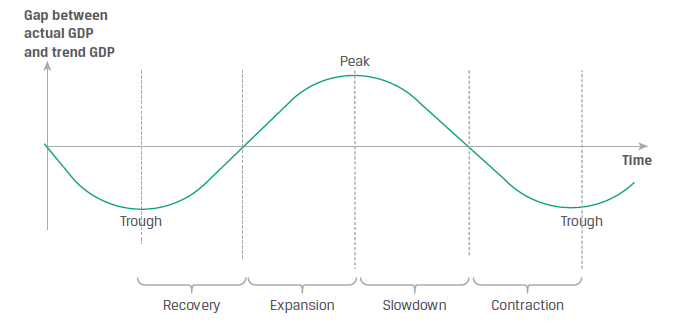 Gap between
actual GDP
and trend GDP
Peak
Time
Trough
Trough
Recovery
Expansion
Slowdown
Contraction